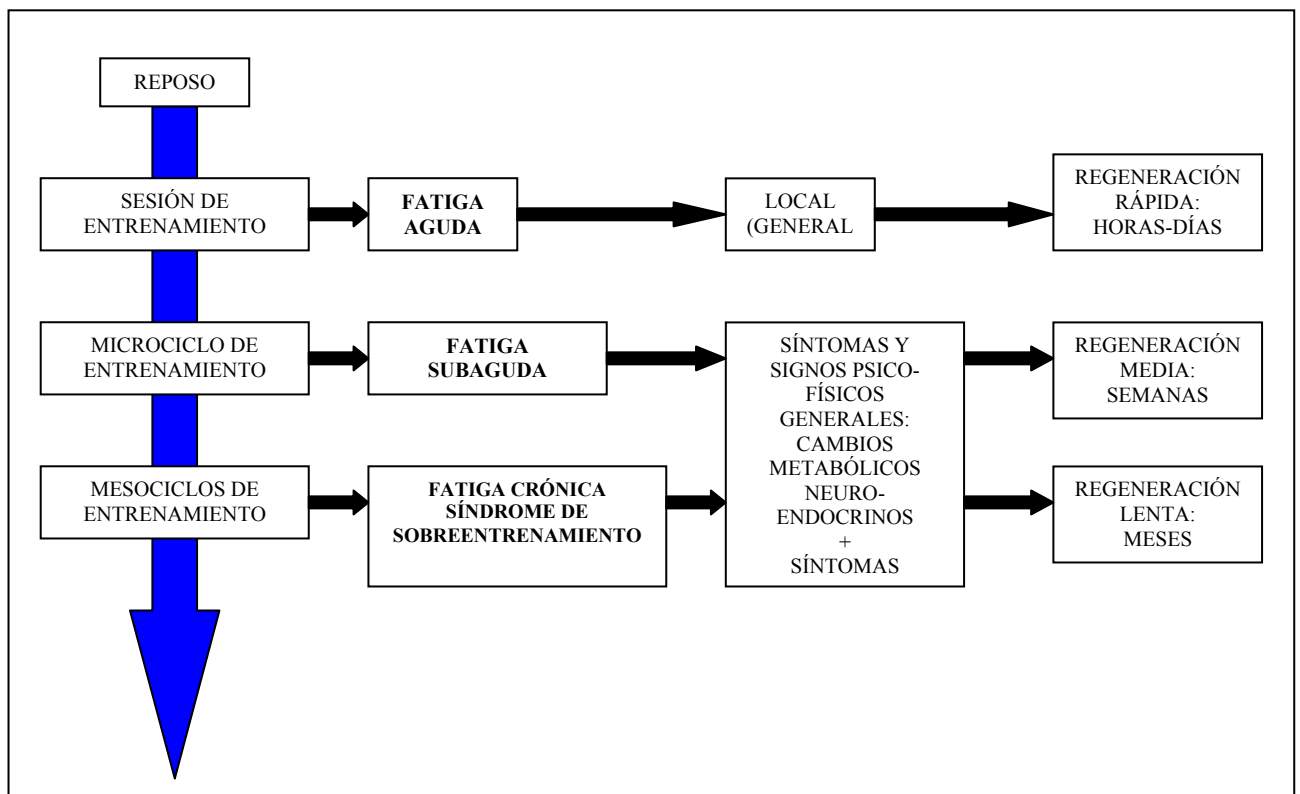 REPOSO
SESIÓN DE
ENTRENAMIENTO
FATIGA
AGUDA
LOCAL
(GENERAL
REGENERACIÓN
RÁPIDA:
HORAS-DÍAS
MICROCICLO DE
ENTRENAMIENTO
FATIGA
SUBAGUDA
SÍNTOMAS Y
SIGNOS PSICO-
FÍSICOS
GENERALES:
CAMBIOS
METABÓLICOS
NEURO-
ENDOCRINOS
+
SÍNTOMAS
REGENERACIÓN
MEDIA:
SEMANAS
MESOCICLOS DE
ENTRENAMIENTO
FATIGA CRÓNICA
SÍNDROME DE
SOBREENTRENAMIENTO
REGENERACIÓN
LENTA:
MESES